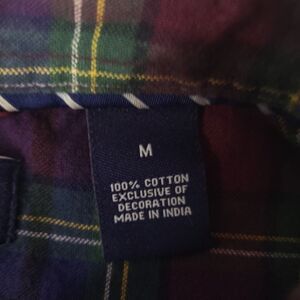 M
100% COTTON
EXCLUSIVE OF
DECORATION
MADE IN INDIA